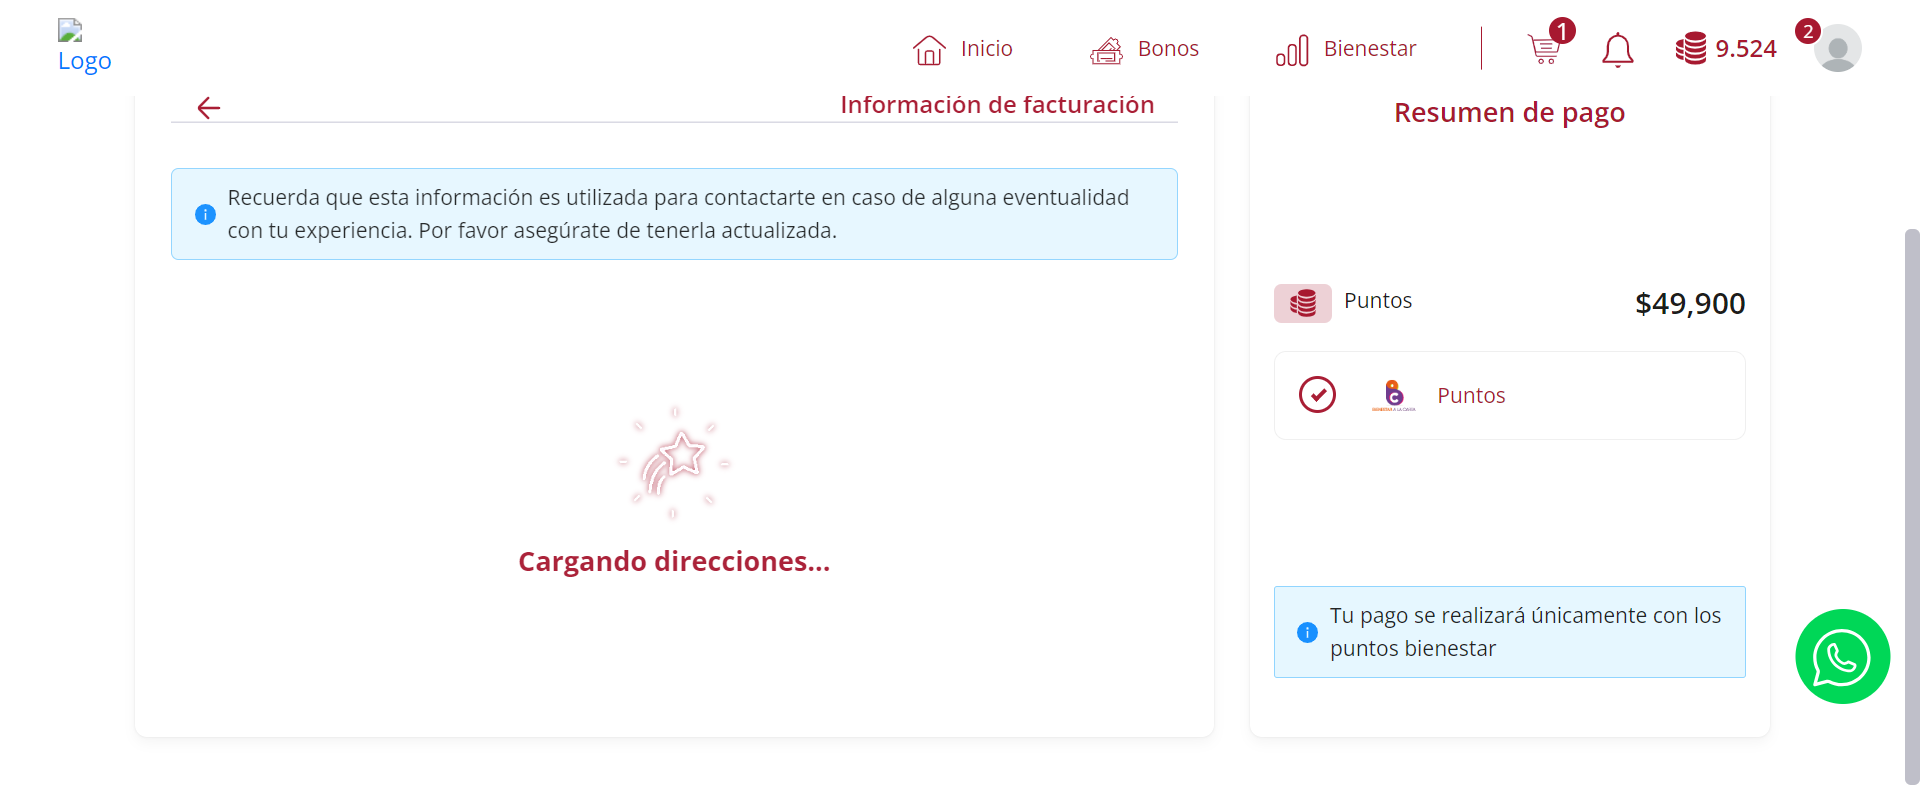 Logo
Inicio
Bonos
Bienestar
1
9.524
2
Información de facturación
Recuerda que esta información es utilizada para contactarte en caso de alguna eventualidad
con tu experiencia. Por favor asegúrate de tenerla actualizada.
Cargando direcciones...
Resumen de pago
Puntos
$49,900
Puntos
Tu pago se realizará únicamente con los
puntos bienestar